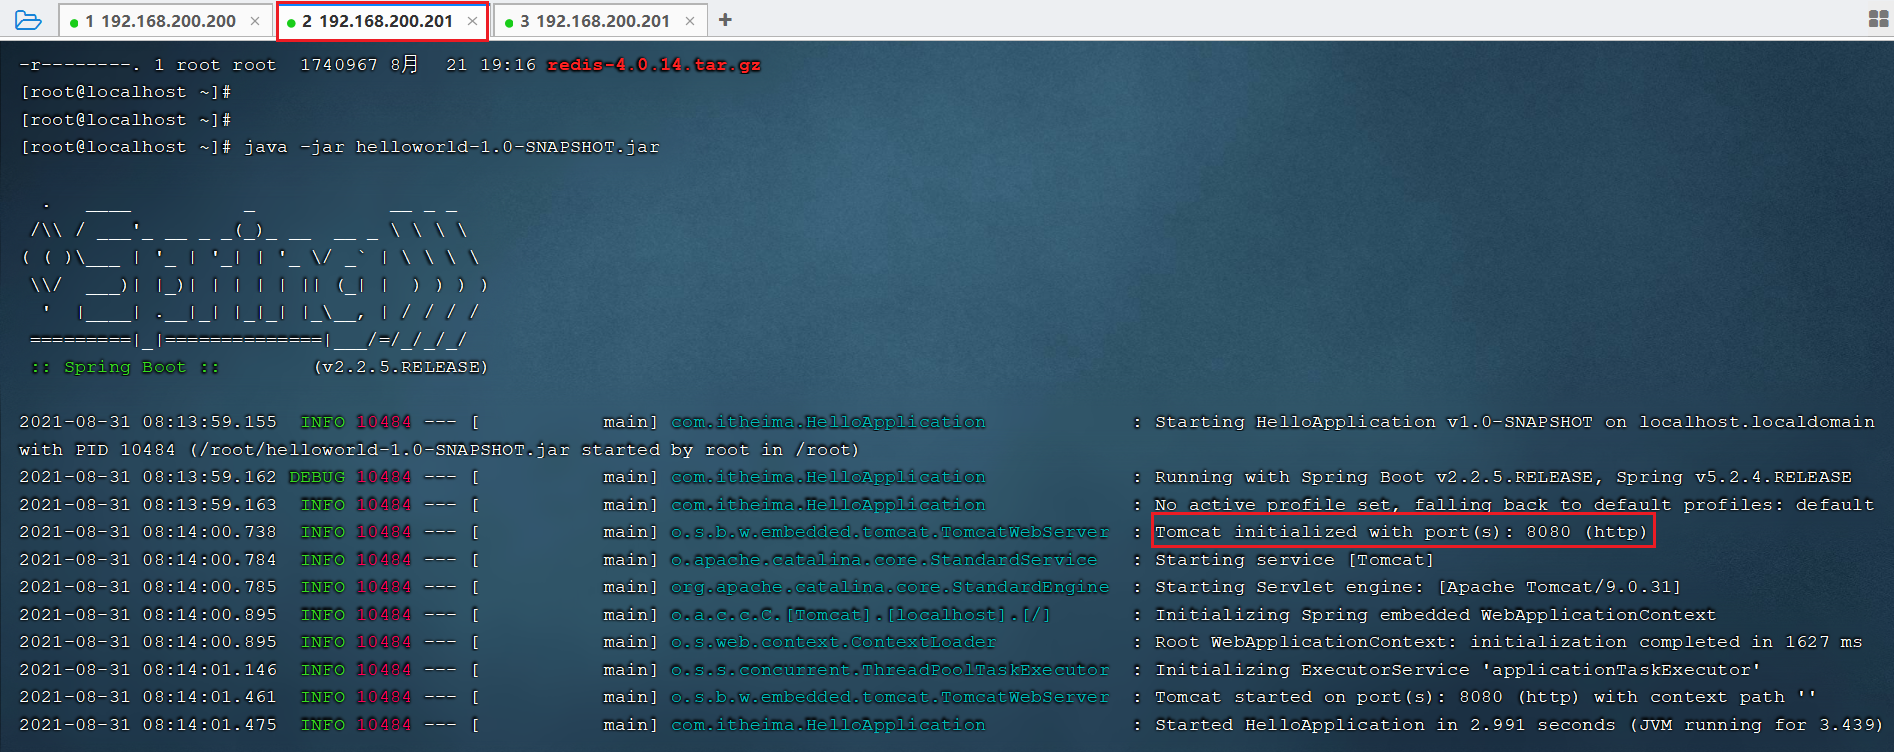 1 192.168.200.200 × 2 192.168.200.201 × 3 192.168.200.201 × +
-r--------. 1 root root  1740967 8月  21 19:16 redis-4.0.14.tar.gz
[root@localhost ~]#
[root@localhost ~]#
[root@localhost ~]# java -jar helloworld-1.0-SNAPSHOT.jar
  .   ____          _            __ _ _
 /\\ / ___'_ __ _ _(_)_ __  __ _ \ \ \ \
( ( )\___ | '_ | '_| | '_ \/ _` | \ \ \ \
 \\/  ___)| |_)| | | | | || (_| |  ) ) ) )
  '  |____| .__|_| |_|_| |_\__, | / / / /
 =========|_|==============|___/=/_/_/_/
 :: Spring Boot ::        (v2.2.5.RELEASE)
2021-08-31 08:13:59.155  INFO 10484 --- [           main] com.itheima.HelloApplication             : Starting HelloApplication v1.0-SNAPSHOT on localhost.localdomain
with PID 10484 (/root/helloworld-1.0-SNAPSHOT.jar started by root in /root)
2021-08-31 08:13:59.162 DEBUG 10484 --- [           main] com.itheima.HelloApplication             : Running with Spring Boot v2.2.5.RELEASE, Spring v5.2.4.RELEASE
2021-08-31 08:13:59.163  INFO 10484 --- [           main] com.itheima.HelloApplication             : No active profile set, falling back to default profiles: default
2021-08-31 08:14:00.738  INFO 10484 --- [           main] o.s.b.w.embedded.tomcat.TomcatWebServer  : Tomcat initialized with port(s): 8080 (http)
2021-08-31 08:14:00.784  INFO 10484 --- [           main] o.apache.catalina.core.StandardService   : Starting service [Tomcat]
2021-08-31 08:14:00.785  INFO 10484 --- [           main] org.apache.catalina.core.StandardEngine  : Starting Servlet engine: [Apache Tomcat/9.0.31]
2021-08-31 08:14:00.895  INFO 10484 --- [           main] o.a.c.c.C.[Tomcat].[localhost].[/]       : Initializing Spring embedded WebApplicationContext
2021-08-31 08:14:00.895  INFO 10484 --- [           main] o.s.web.context.ContextLoader            : Root WebApplicationContext: initialization completed in 1627 ms
2021-08-31 08:14:01.146  INFO 10484 --- [           main] o.s.s.concurrent.ThreadPoolTaskExecutor  : Initializing ExecutorService 'applicationTaskExecutor'
2021-08-31 08:14:01.461  INFO 10484 --- [           main] o.s.b.w.embedded.tomcat.TomcatWebServer  : Tomcat started on port(s): 8080 (http) with context path ''
2021-08-31 08:14:01.475  INFO 10484 --- [           main] com.itheima.HelloApplication             : Started HelloApplication in 2.991 seconds (JVM running for 3.439)